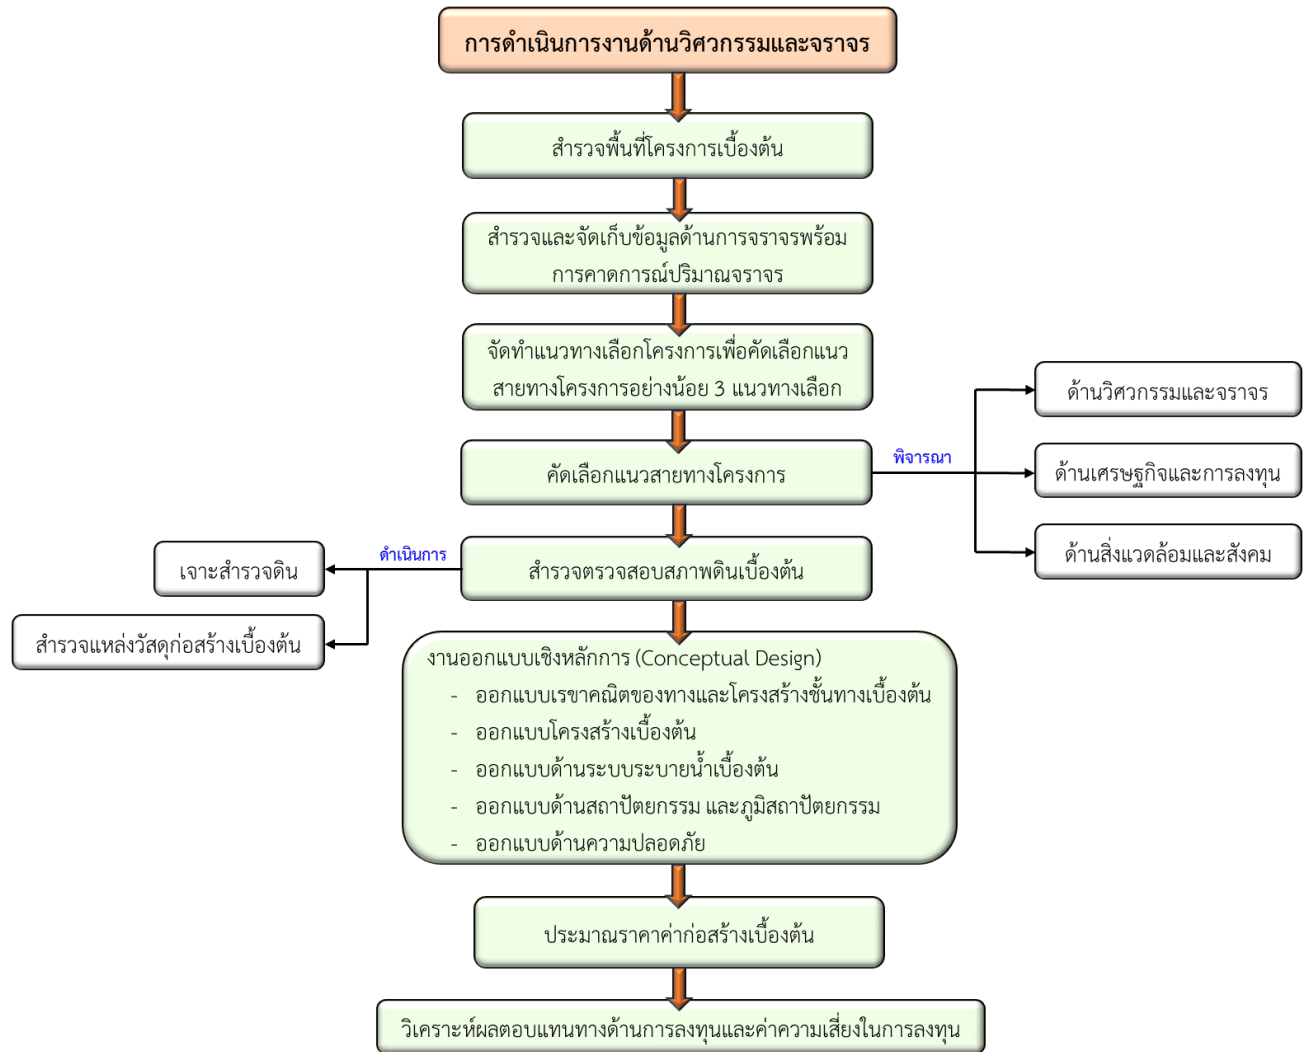 การดำเนินการงานด้านวิศวกรรมและจราจร
สำรวจพื้นที่โครงการเบื้องต้น
สำรวจและจัดเก็บข้อมูลด้านการจราจรพร้อม
การคาดการณ์ปริมาณจราจร
จัดทำแนวทางเลือกโครงการเพื่อคัดเลือกแนว
สายทางโครงการอย่างน้อย 3 แนวทางเลือก
คัดเลือกแนวสายทางโครงการ
พิจารณา
ด้านวิศวกรรมและจราจร
ด้านเศรษฐกิจและการลงทุน
ด้านสิ่งแวดล้อมและสังคม
สำรวจตรวจสอบสภาพดินเบื้องต้น
ดำเนินการ
เจาะสำรวจดิน
สำรวจแหล่งวัสดุก่อสร้างเบื้องต้น
งานออกแบบเชิงหลักการ (Conceptual Design)
- ออกแบบเรขาคณิตของทางและโครงสร้างชั้นทางเบื้องต้น
- ออกแบบโครงสร้างเบื้องต้น
- ออกแบบด้านระบบระบายน้ำเบื้องต้น
- ออกแบบด้านสถาปัตยกรรม และภูมิสถาปัตยกรรม
- ออกแบบด้านความปลอดภัย
ประมาณราคาค่าก่อสร้างเบื้องต้น
วิเคราะห์ผลตอบแทนทางด้านการลงทุนและค่าความเสี่ยงในการลงทุน